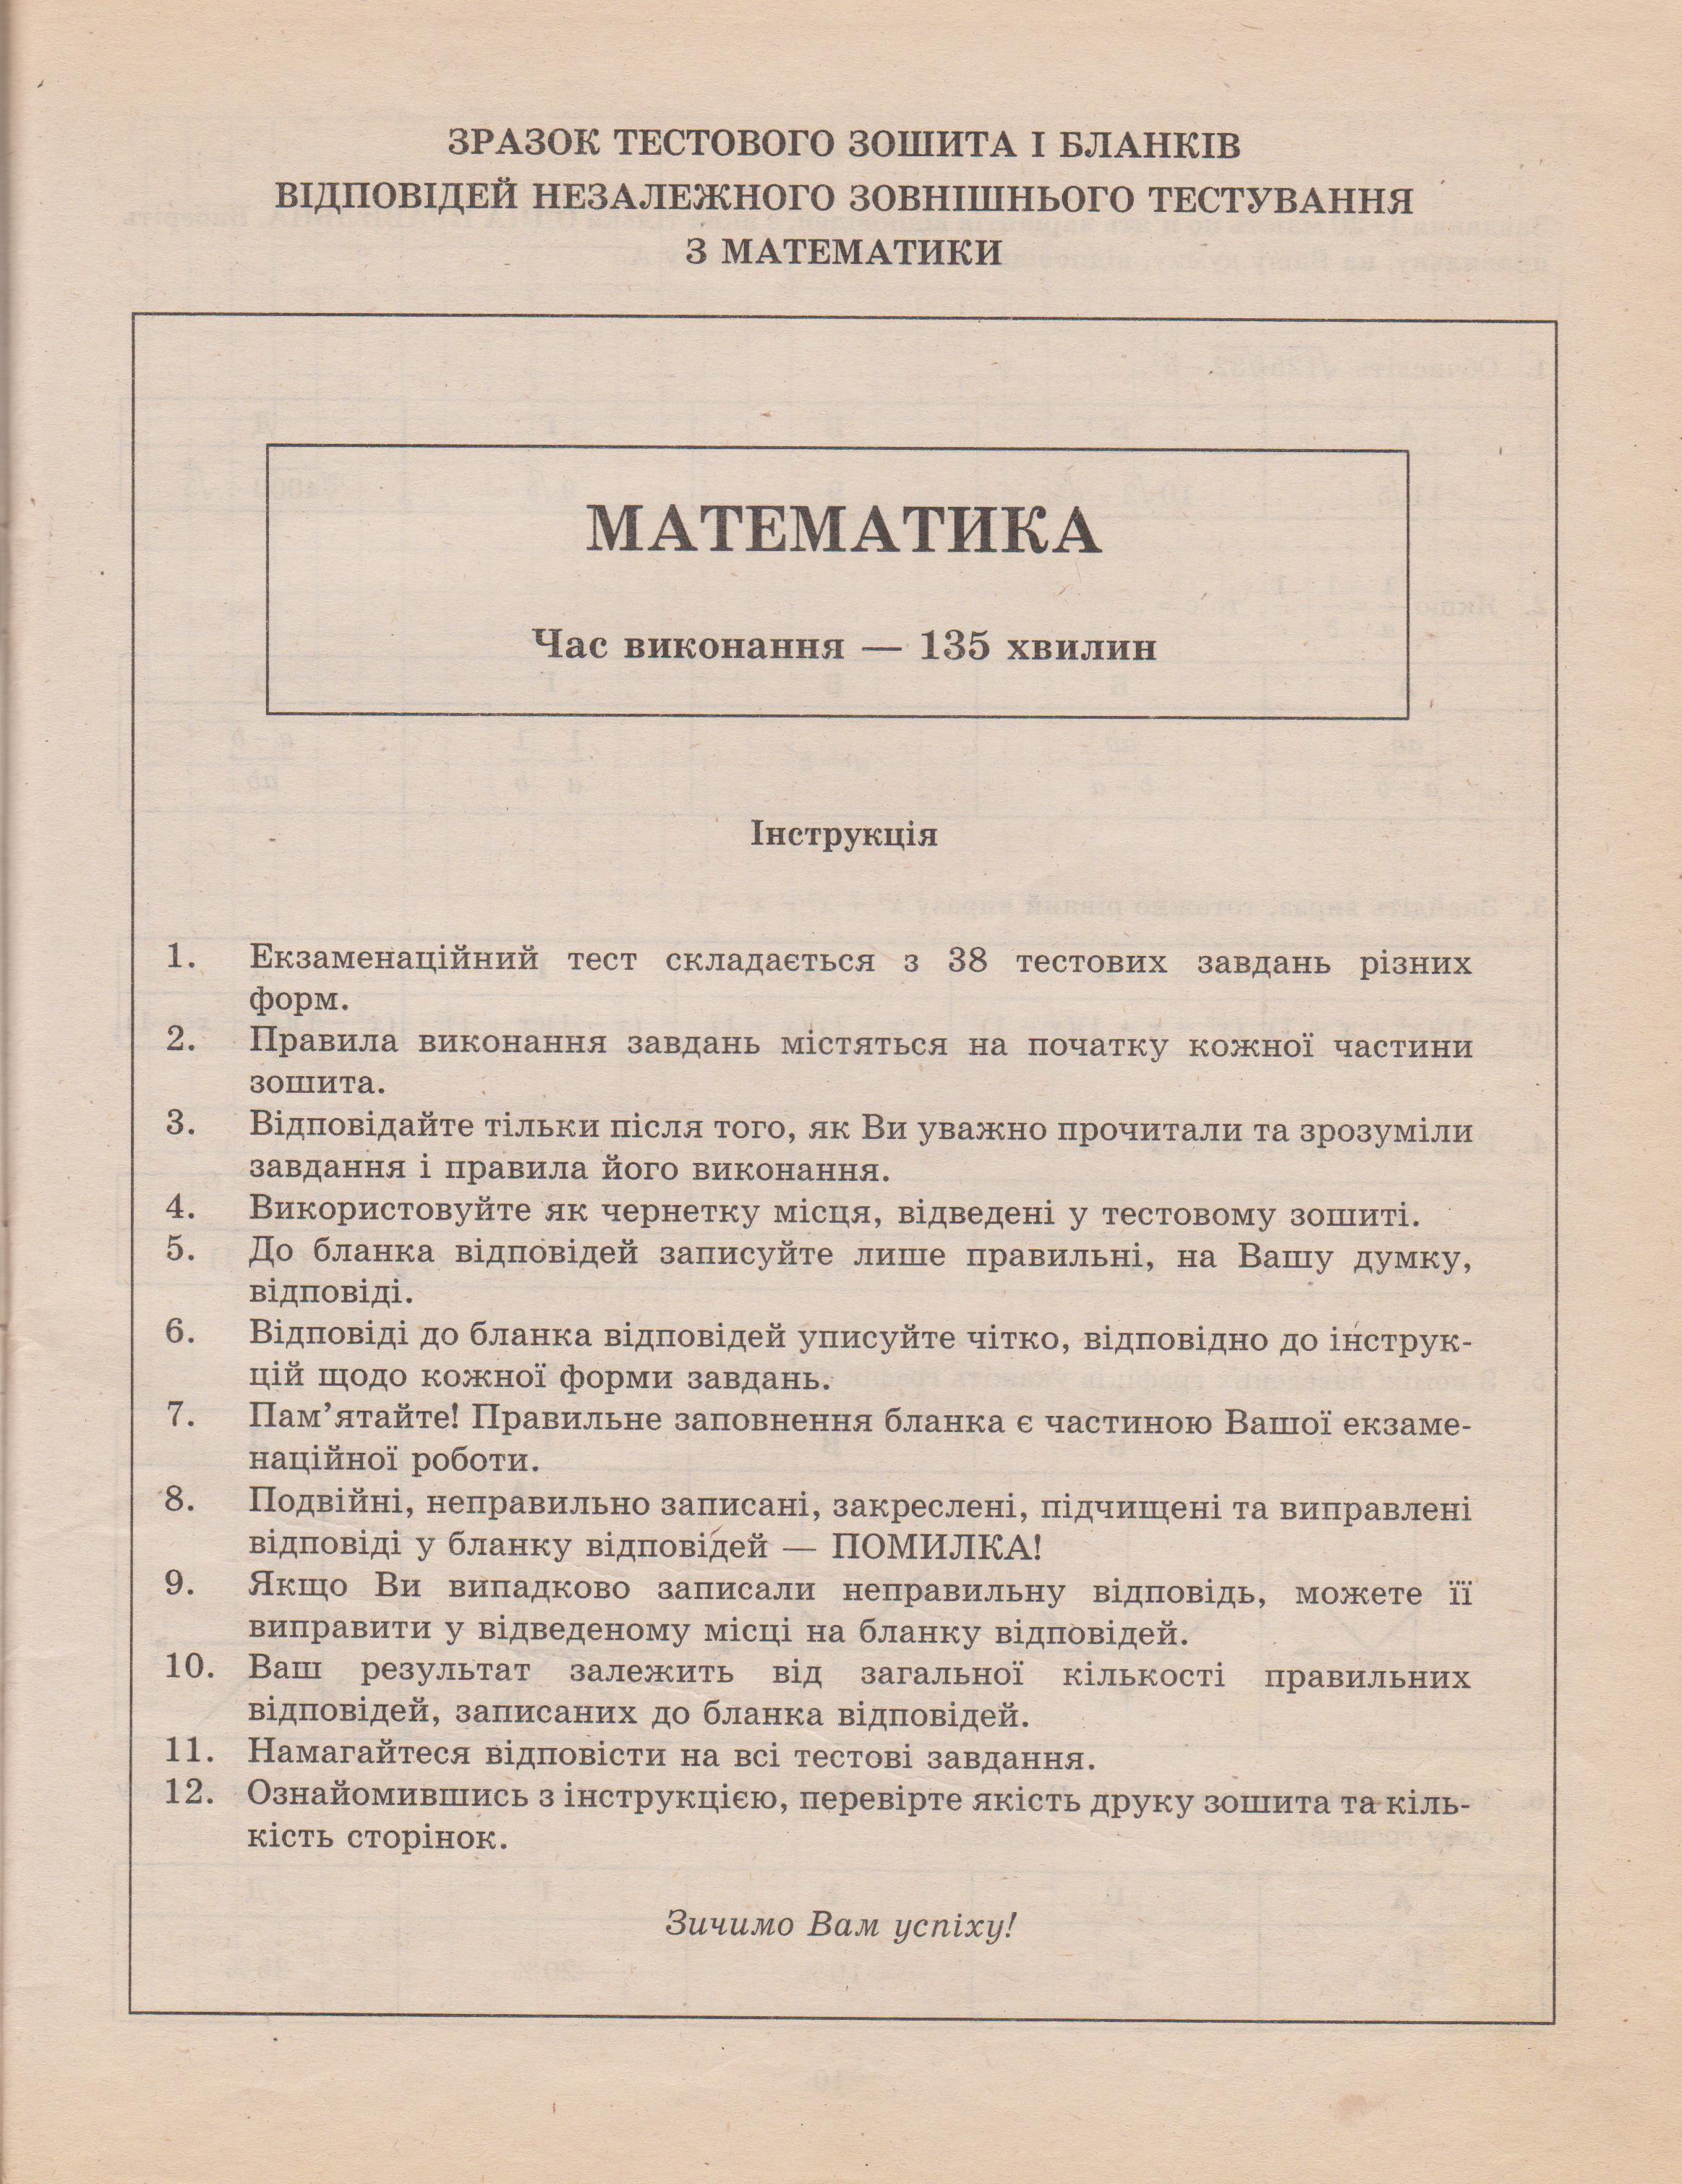 ЗРАЗОК ТЕСТОВОГО ЗОШИТА І БЛАНКІВ
ВІДПОВІДЕЙ НЕЗАЛЕЖНОГО ЗОВНІШНЬОГО ТЕСТУВАННЯ
З МАТЕМАТИКИ
МАТЕМАТИКА
Час виконання — 135 хвилин
Інструкція
1. Екзаменаційний тест складається з 38 тестових завдань різних
форм.
2. Правила виконання завдань містяться на початку кожної частини
зошита.
3. Відповідайте тільки після того, як Ви уважно прочитали та зрозуміли
завдання і правила його виконання.
4. Використовуйте як чернетку місця, відведені у тестовому зошиті.
5. До бланка відповідей записуйте лише правильні, на Вашу думку,
відповіді.
6. Відповіді до бланка відповідей уписуйте чітко, відповідно до інструк-
цій щодо кожної форми завдань.
7. Пам’ятайте! Правильне заповнення бланка є частиною Вашої екзаме-
наційної роботи.
8. Подвійні, неправильно записані, закреслені, підчищені та виправлені
відповіді у бланку відповідей — ПОМИЛКА!
9. Якщо Ви випадково записали неправильну відповідь, можете її
виправити у відведеному місці на бланку відповідей.
10. Ваш результат залежить від загальної кількості правильних
відповідей, записаних до бланка відповідей.
11. Намагайтеся відповісти на всі тестові завдання.
12. Ознайомившись з інструкцією, перевірте якість друку зошита та кіль-
кість сторінок.
Зичимо Вам успіху!